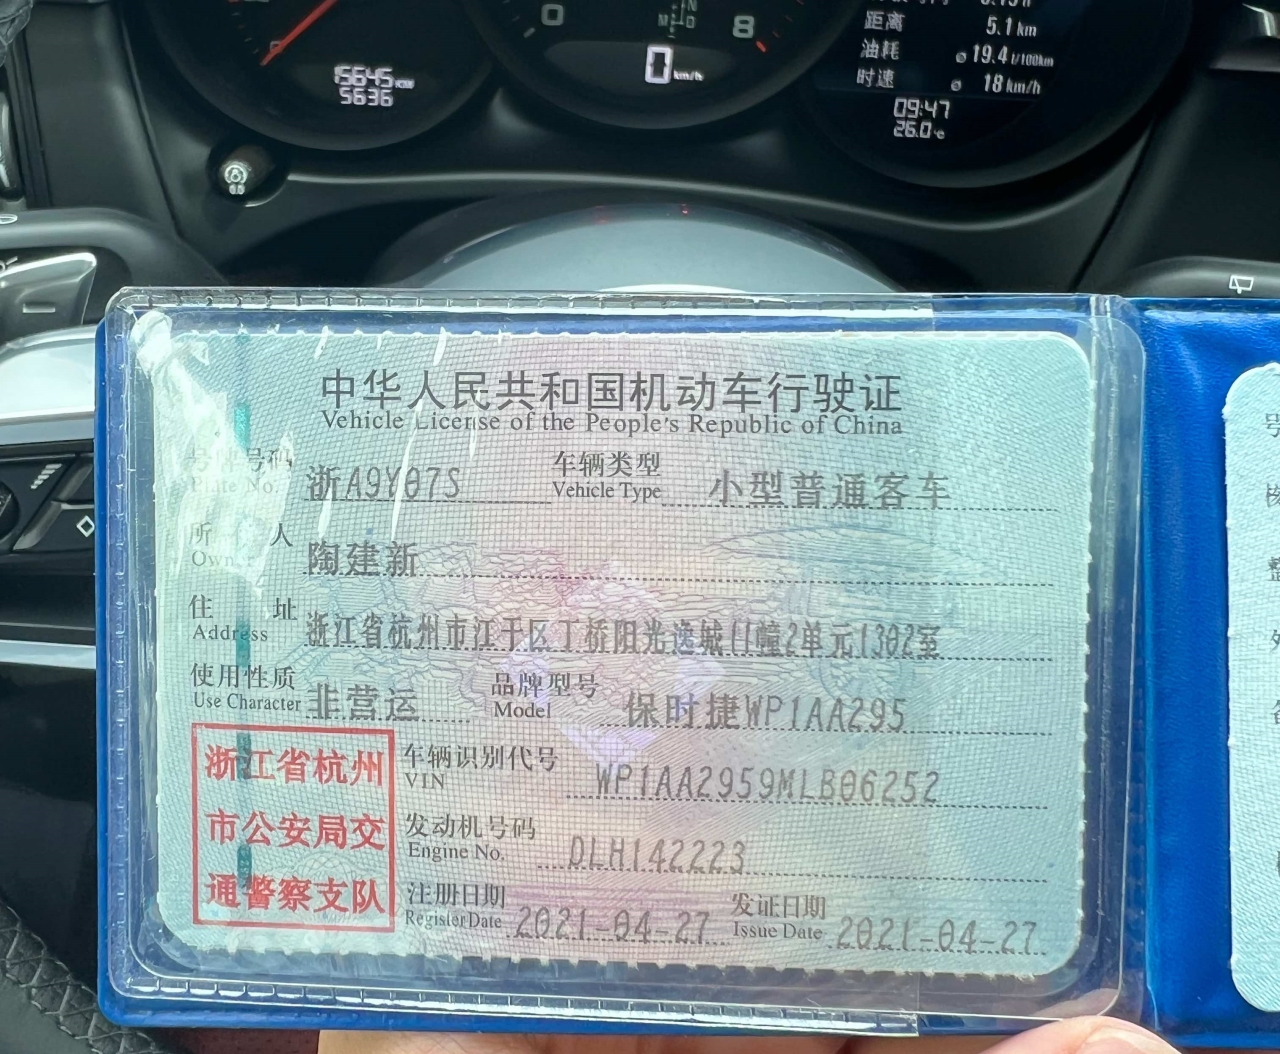 15645 km
5636
0
8
N
M
D
0 km/h
距离 5.1 km
油耗 ⌀ 19.4 l/100km
时速 ⌀ 18 km/h
09:47
26.0 °C
中华人民共和国机动车行驶证
Vehicle License of the People's Republic of China
号牌号码 浙A9Y07S 车辆类型 小型普通客车
Plate No. Vehicle Type
所 人 陶建新
Owner
住 址 浙江省杭州市江干区丁桥阳光逸城11幢2单元1302室
Address
使用性质 非营运 品牌型号 保时捷WP1AA295
Use Character Model
浙江省杭州
市公安局交
通警察支队
车辆识别代号 WP1AA2959MLB06252
VIN
发动机号码 DLH142223
Engine No.
注册日期 2021-04-27 发证日期 2021-04-27
Register Date Issue Date